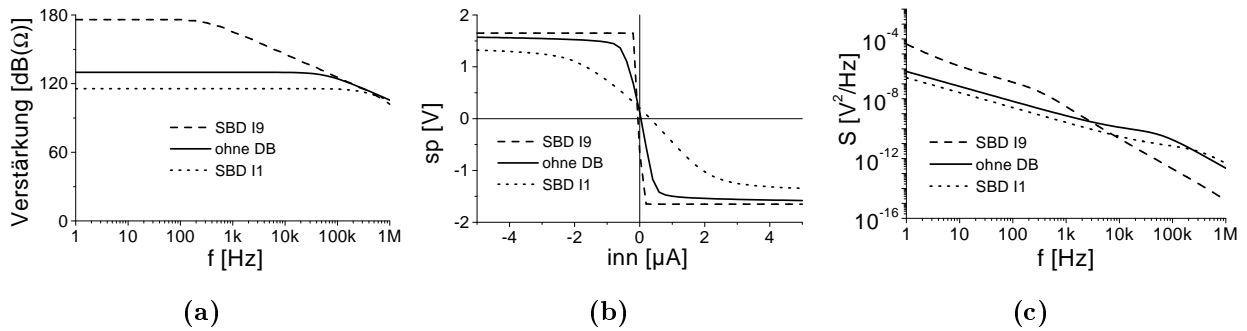 180
120
60
0
Verstärkung [dB(Ω)]
SBD I9
ohne DB
SBD I1
1 10 100 1k 10k 100k 1M
f [Hz]
(a)
2
1
0
-1
-2
sp [V]
SBD I9
ohne DB
SBD I1
-4 -2 0 2 4
inn [µA]
(b)
10^-4
10^-8
10^-12
10^-16
S [V²/Hz]
SBD I9
ohne DB
SBD I1
1 10 100 1k 10k 100k 1M
f [Hz]
(c)